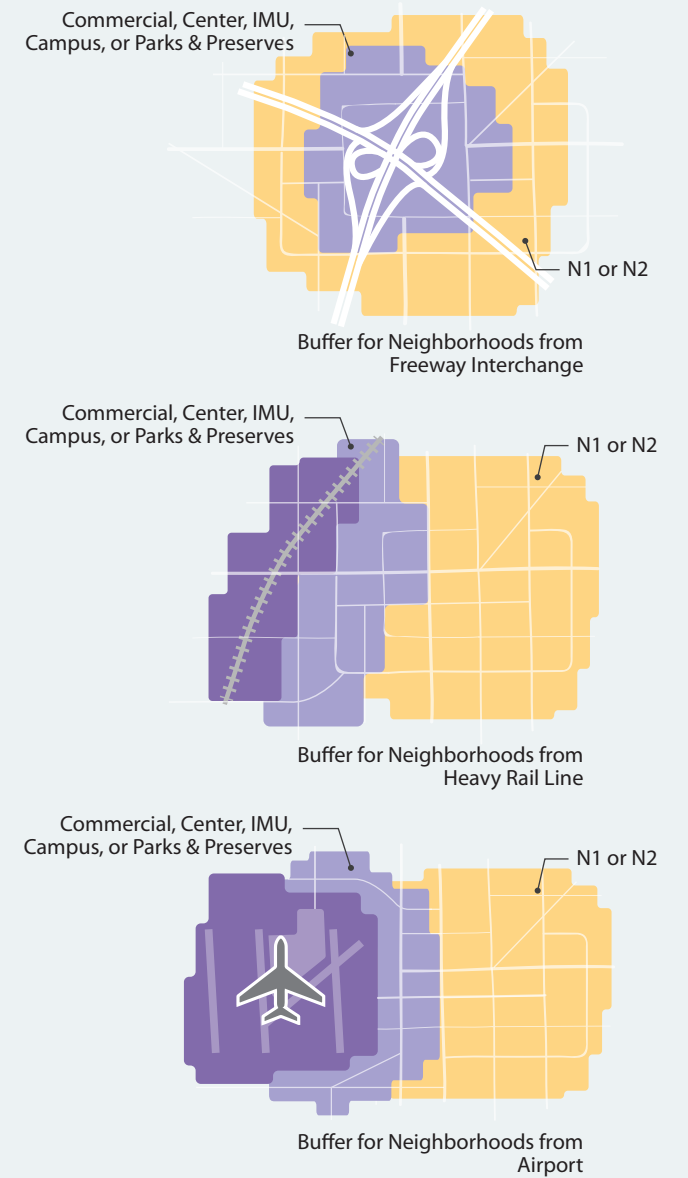 Commercial, Center, IMU,
Campus, or Parks & Preserves
N1 or N2
Buffer for Neighborhoods from
Freeway Interchange
Commercial, Center, IMU,
Campus, or Parks & Preserves
N1 or N2
Buffer for Neighborhoods from
Heavy Rail Line
Commercial, Center, IMU,
Campus, or Parks & Preserves
N1 or N2
Buffer for Neighborhoods from
Airport